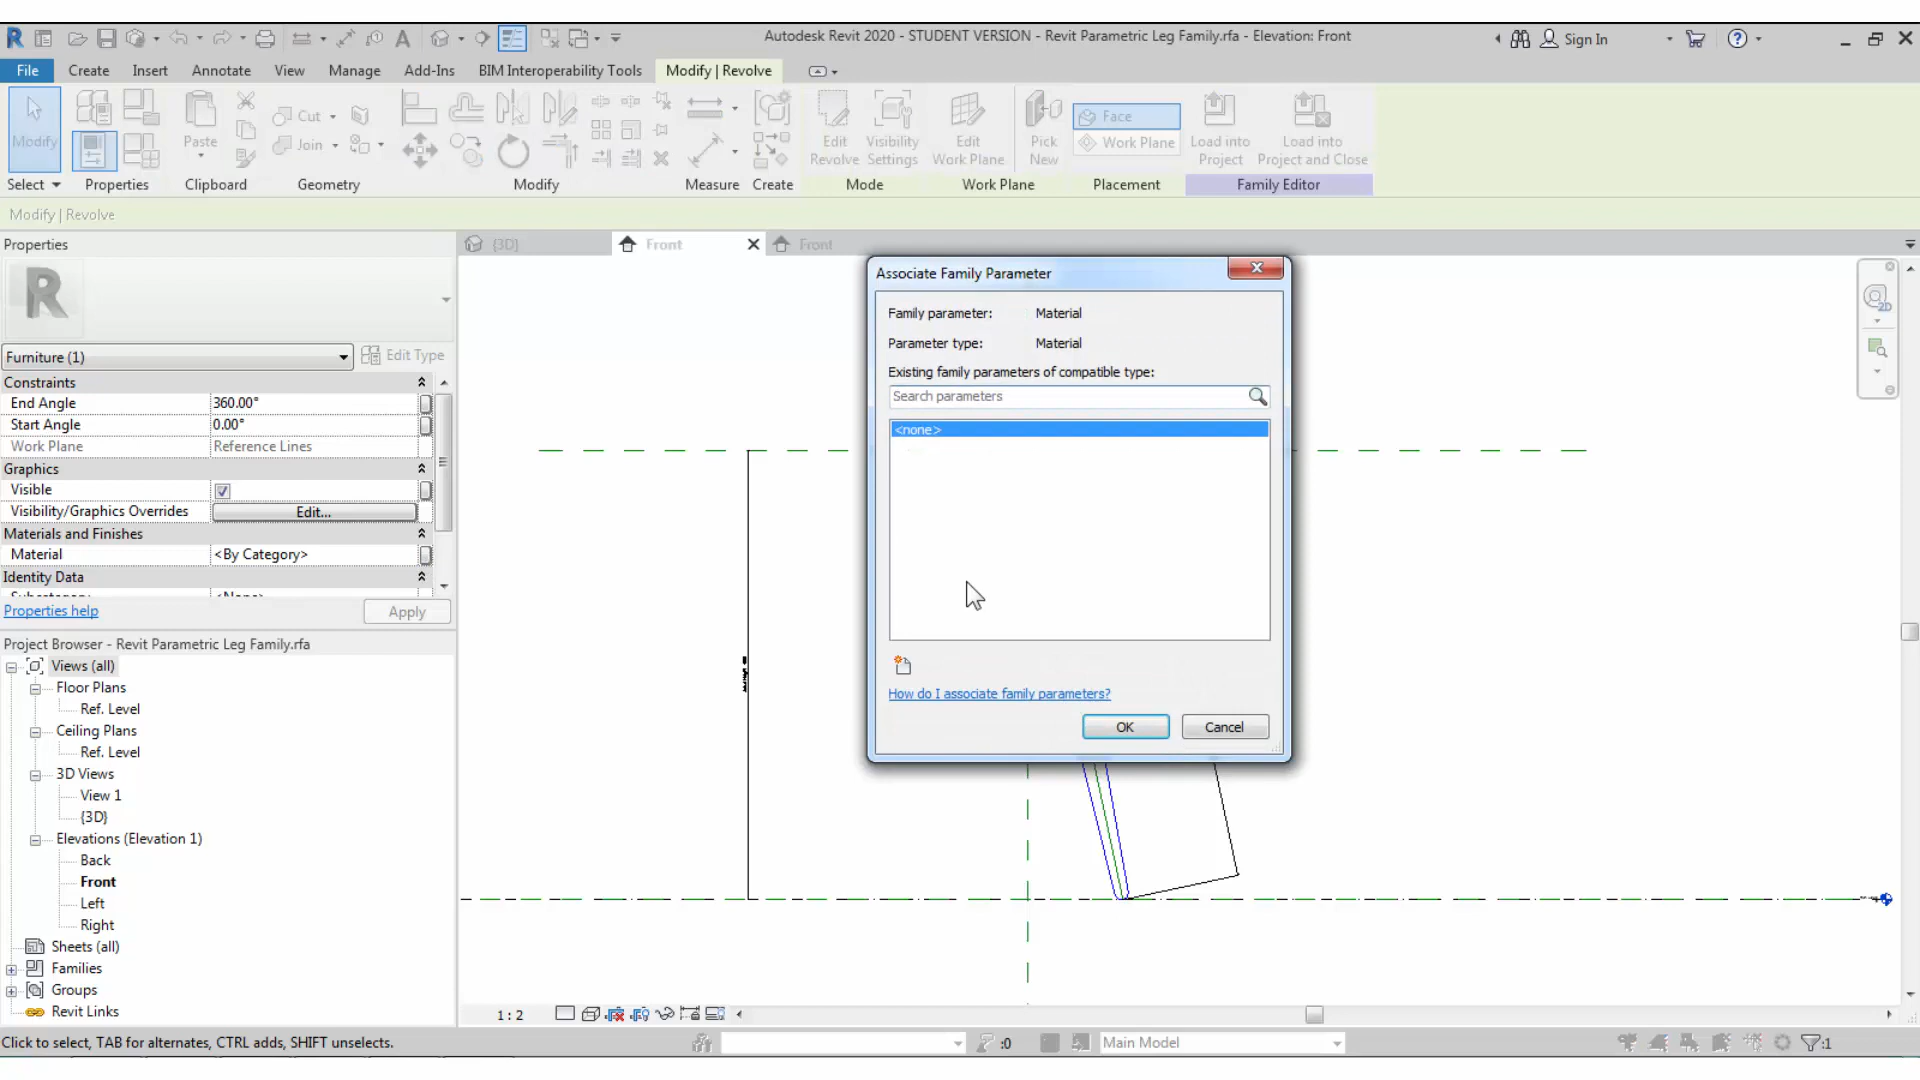 Autodesk Revit 2020 - STUDENT VERSION - Revit Parametric Leg Family.rfa - Elevation: Front
Sign In
File Create Insert Annotate View Manage Add-Ins BIM Interoperability Tools Modify | Revolve
Modify
Paste
Cut
Join
Edit Revolve
Visibility Settings
Edit Work Plane
Pick New
Face
Work Plane
Load into Project
Load into Project and Close
Select Properties Clipboard Geometry Modify Measure Create Mode Work Plane Placement Family Editor
Modify | Revolve
Properties
{3D}
Front
Front
Furniture (1)
Edit Type
Constraints
End Angle 360.00°
Start Angle 0.00°
Work Plane Reference Lines
Graphics
Visible
Visibility/Graphics Overrides Edit...
Materials and Finishes
Material <By Category>
Identity Data
Properties help
Apply
Project Browser - Revit Parametric Leg Family.rfa
Views (all)
Floor Plans
Ref. Level
Ceiling Plans
Ref. Level
3D Views
View 1
{3D}
Elevations (Elevation 1)
Back
Front
Left
Right
Sheets (all)
Families
Groups
Revit Links
Associate Family Parameter
Family parameter: Material
Parameter type: Material
Existing family parameters of compatible type:
Search parameters
<none>
How do I associate family parameters?
OK
Cancel
2D
1 : 2
Click to select, TAB for alternates, CTRL adds, SHIFT unselects.
:0
Main Model
:1